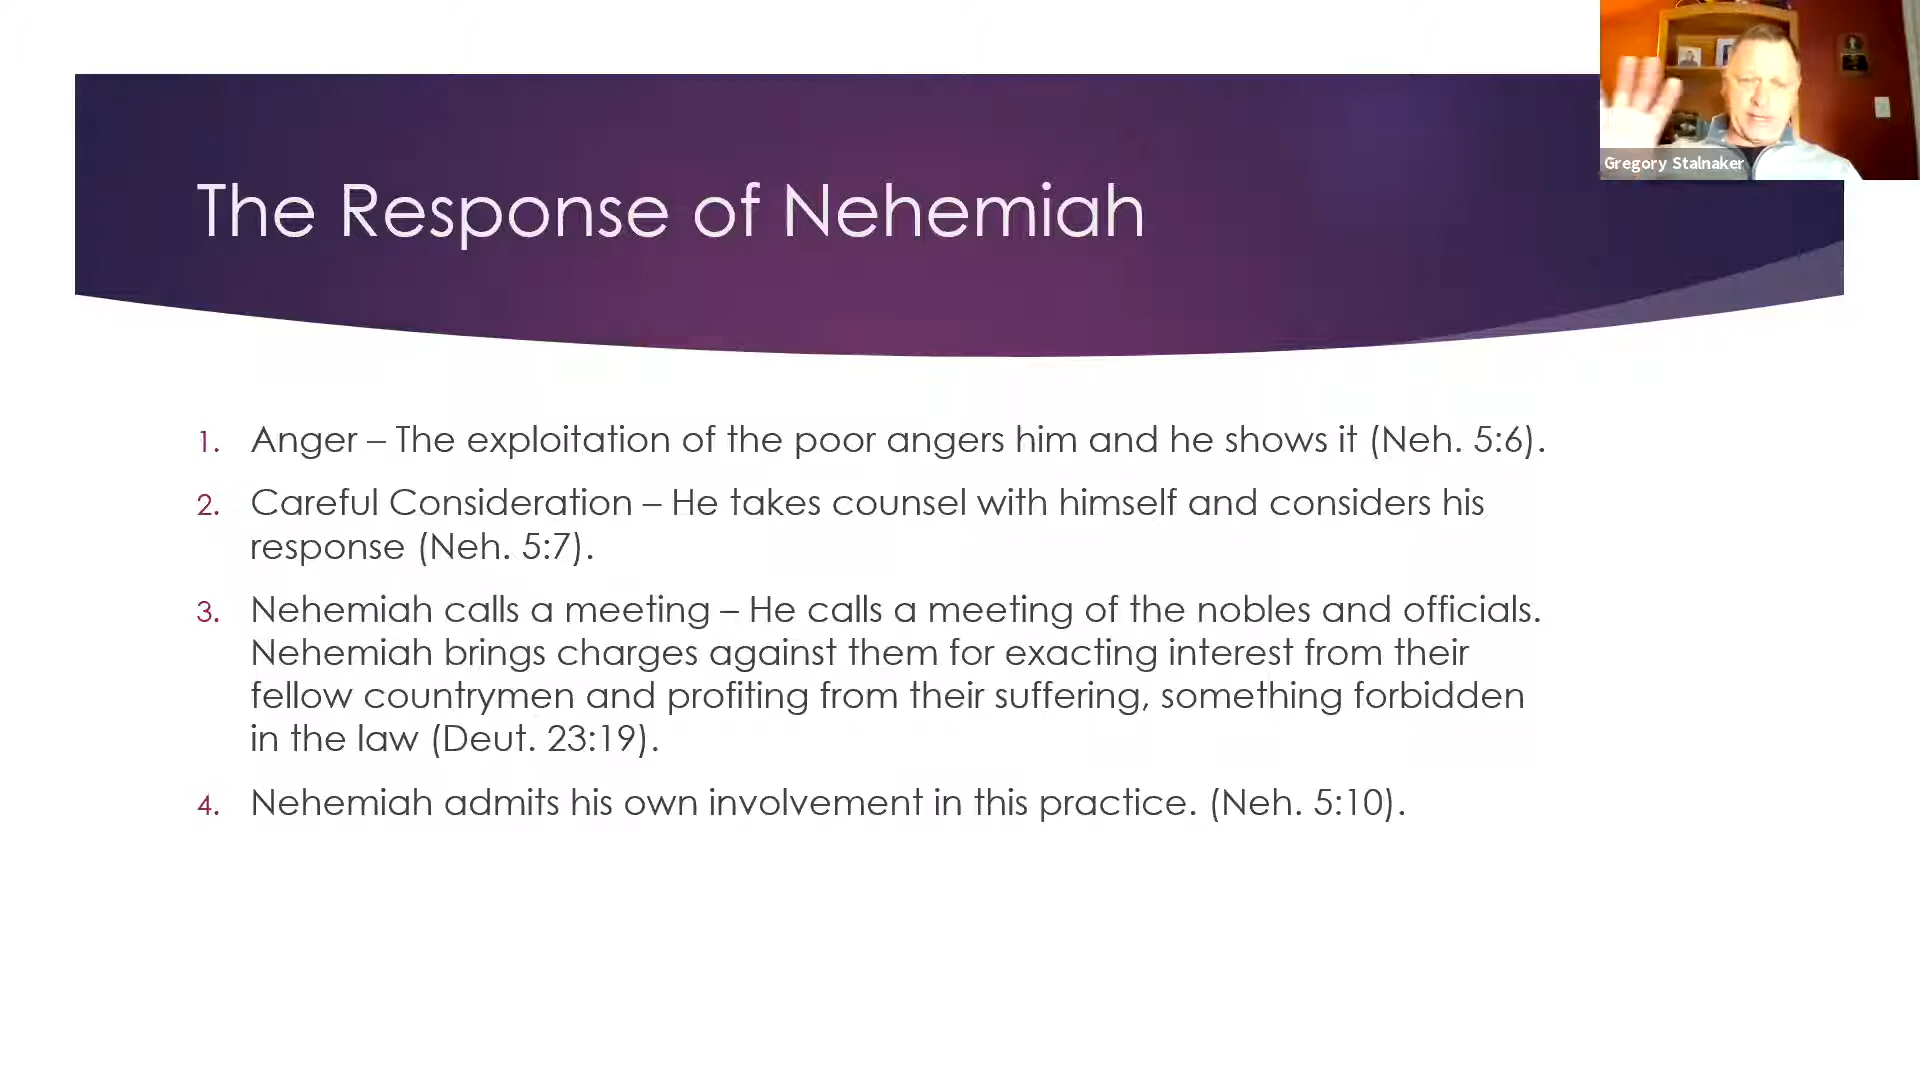 Gregory Stalnaker
The Response of Nehemiah
1. Anger – The exploitation of the poor angers him and he shows it (Neh. 5:6).
2. Careful Consideration – He takes counsel with himself and considers his
response (Neh. 5:7).
3. Nehemiah calls a meeting – He calls a meeting of the nobles and officials.
Nehemiah brings charges against them for exacting interest from their
fellow countrymen and profiting from their suffering, something forbidden
in the law (Deut. 23:19).
4. Nehemiah admits his own involvement in this practice. (Neh. 5:10).